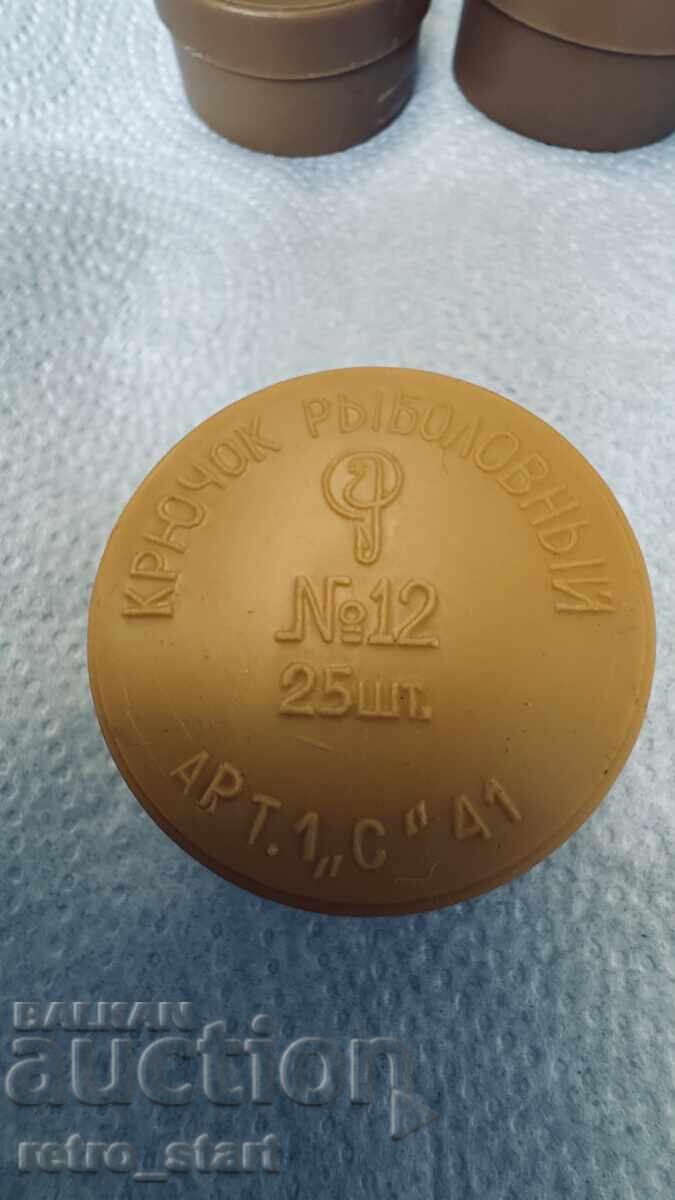 КРЮЧОК РЫБОЛОВНЫЙ
№12
25шт.
АРТ.1„С“41
BALKAN
auction
retro_start